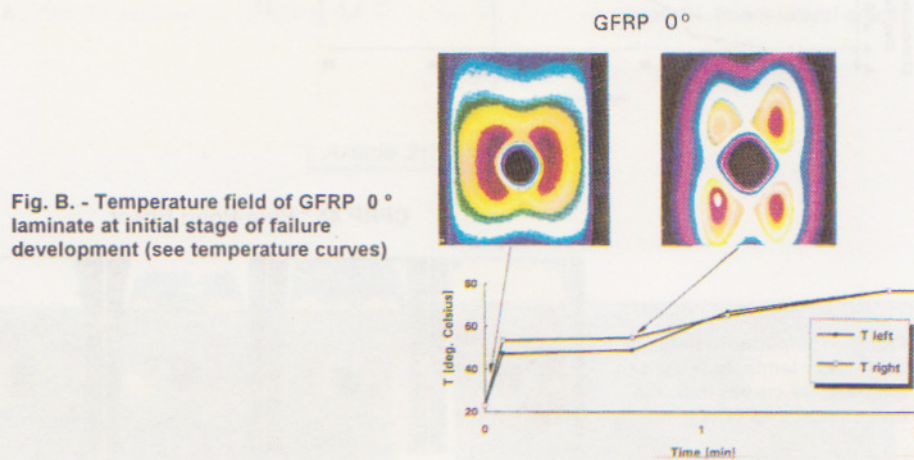 GFRP 0°
Fig. B. - Temperature field of GFRP 0°
laminate at initial stage of failure
development (see temperature curves)
T (deg. Celsius)
80
60
40
20
0
1
Time (min)
T left
T right